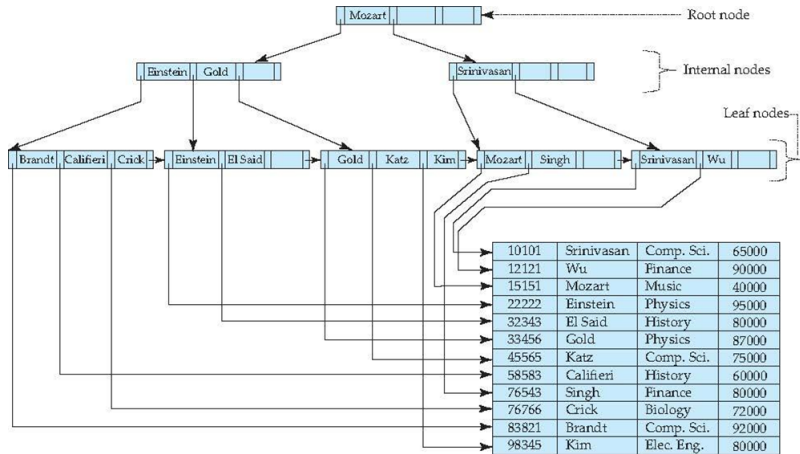 Mozart
Root node
Einstein Gold
Srinivasan
Internal nodes
Leaf nodes
Brandt Califieri Crick Einstein El Said Gold Katz Kim Mozart Singh Srinivasan Wu
10101 Srinivasan Comp. Sci. 65000
12121 Wu Finance 90000
15151 Mozart Music 40000
22222 Einstein Physics 95000
32343 El Said History 80000
33456 Gold Physics 87000
45565 Katz Comp. Sci. 75000
58583 Califieri History 60000
76543 Singh Finance 80000
76766 Crick Biology 72000
83821 Brandt Comp. Sci. 92000
98345 Kim Elec. Eng. 80000